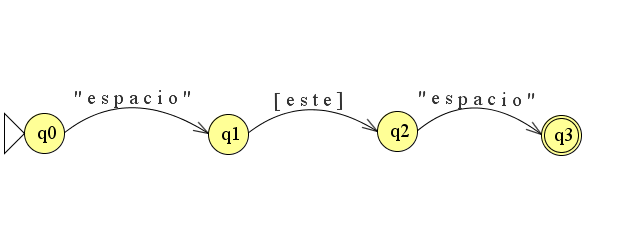 "espacio" [este] "espacio"
q0 q1 q2 q3